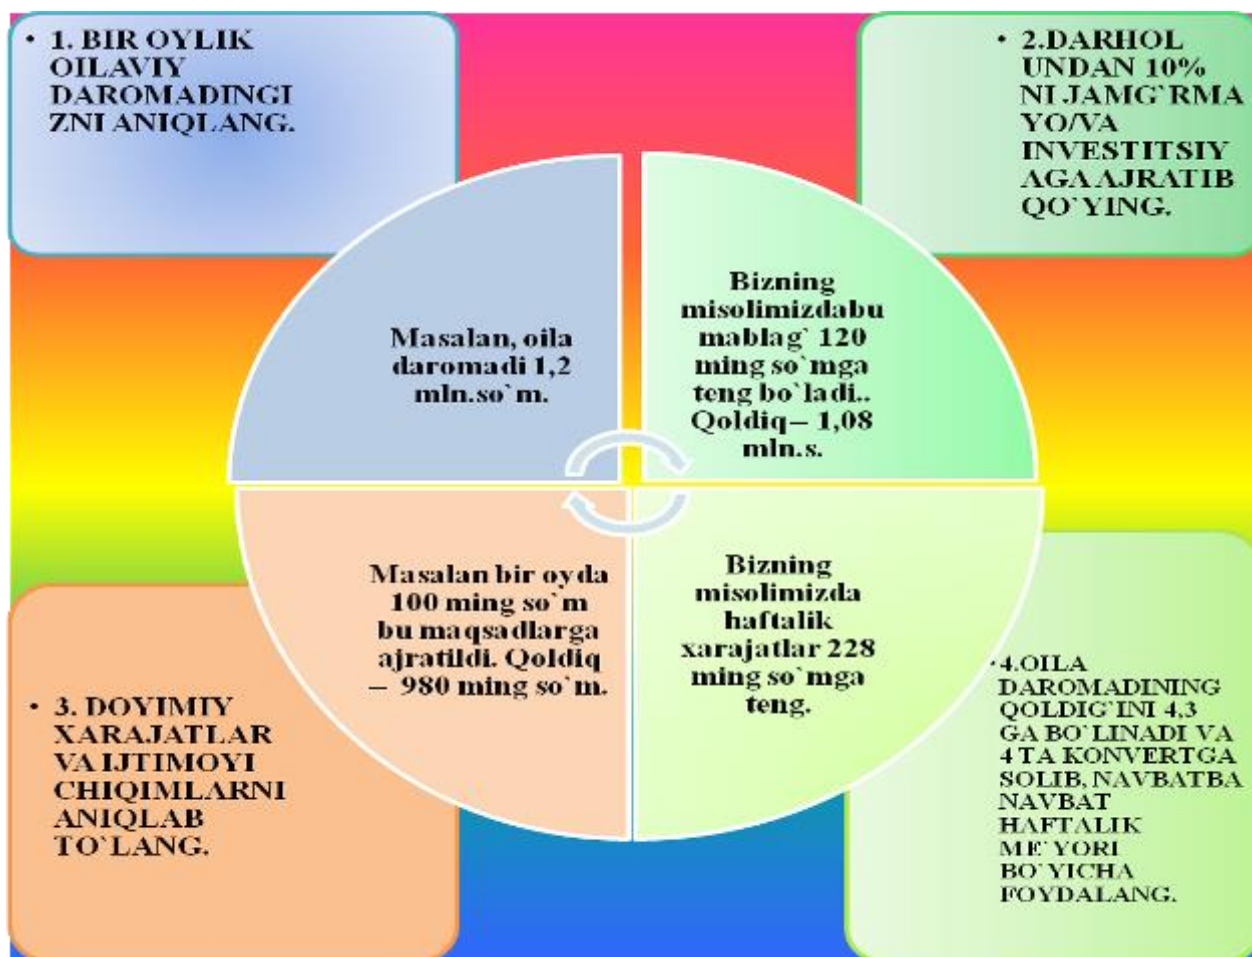 • 1. BIR OYLIK
OILAVIY
DAROMADINGI
ZNI ANIQLANG.
• 2.DARHOL
UNDAN 10%
NI JAMG`RMA
YO/VA
INVESTITSIY
AGA AJRATIB
QO`YING.
Masalan, oila
daromadi 1,2
mln.so`m.
Bizning
misolimizdabu
mablag` 120
ming so`mga
teng bo`ladi..
Qoldiq– 1,08
mln.s.
Masalan bir oyda
100 ming so`m
bu maqsadlarga
ajratildi. Qoldiq
– 980 ming so`m.
Bizning
misolimizda
haftalik
xarajatlar 228
ming so`mga
teng.
• 3. DOYIMIY
XARAJATLAR
VA IJTIMOYI
CHIQIMLARNI
ANIQLAB
TO`LANG.
•4.OILA
DAROMADINING
QOLDIG`INI 4,3
GA BO`LINADI VA
4 TA KONVERTGA
SOLIB, NAVBATBA
NAVBAT
HAFTALIK
ME`YORI
BO`YICHA
FOYDALANG.